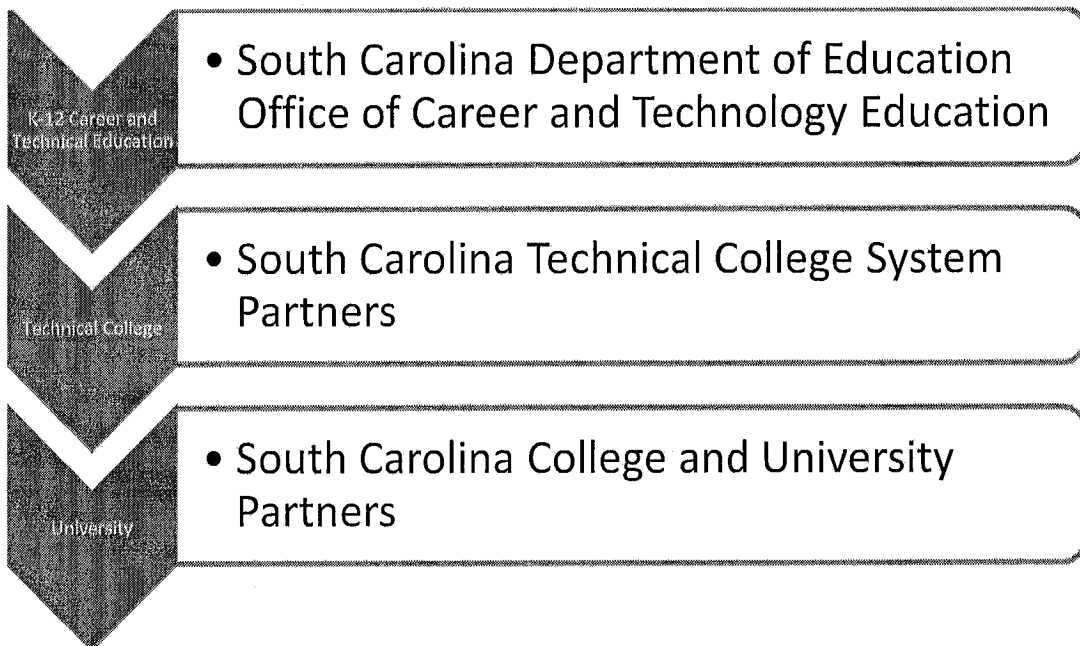 K-12 Career and
Technical Education
• South Carolina Department of Education
Office of Career and Technology Education
Technical College
• South Carolina Technical College System
Partners
University
• South Carolina College and University
Partners